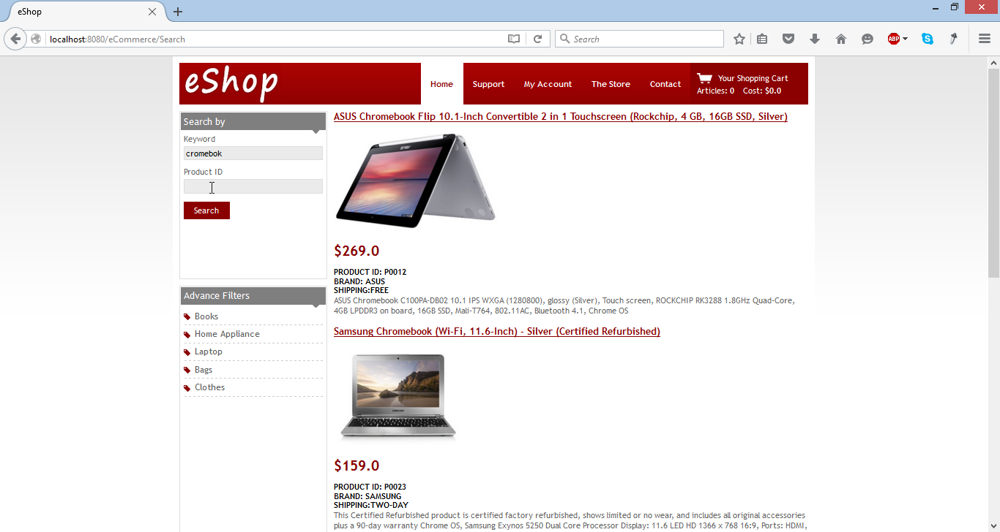 eShop
localhost:8080/eCommerce/Search
Search
ABP
eShop
Home
Support
My Account
The Store
Contact
Your Shopping Cart
Articles: 0 Cost: $0.0
Search by
Keyword
cromebok
Product ID
Search
Advance Filters
Books
Home Appliance
Laptop
Bags
Clothes
ASUS Chromebook Flip 10.1-Inch Convertible 2 in 1 Touchscreen (Rockchip, 4 GB, 16GB SSD, Silver)
$269.0
PRODUCT ID: P0012
BRAND: ASUS
SHIPPING:FREE
ASUS Chromebook C100PA-DB02 10.1 IPS WXGA (1280800), glossy (Silver), Touch screen, ROCKCHIP RK3288 1.8GHz Quad-Core,
4GB LPDDR3 on board, 16GB SSD, Mali-T764, 802.11AC, Bluetooth 4.1, Chrome OS
Samsung Chromebook (Wi-Fi, 11.6-Inch) - Silver (Certified Refurbished)
SAMSUNG
$159.0
PRODUCT ID: P0023
BRAND: SAMSUNG
SHIPPING:TWO-DAY
This Certified Refurbished product is certified factory refurbished, shows limited or no wear, and includes all original accessories
plus a 90-day warranty Chrome OS, Samsung Exynos 5250 Dual Core Processor Display: 11.6 LED HD 1366 x 768 16:9, Ports: HDMI,